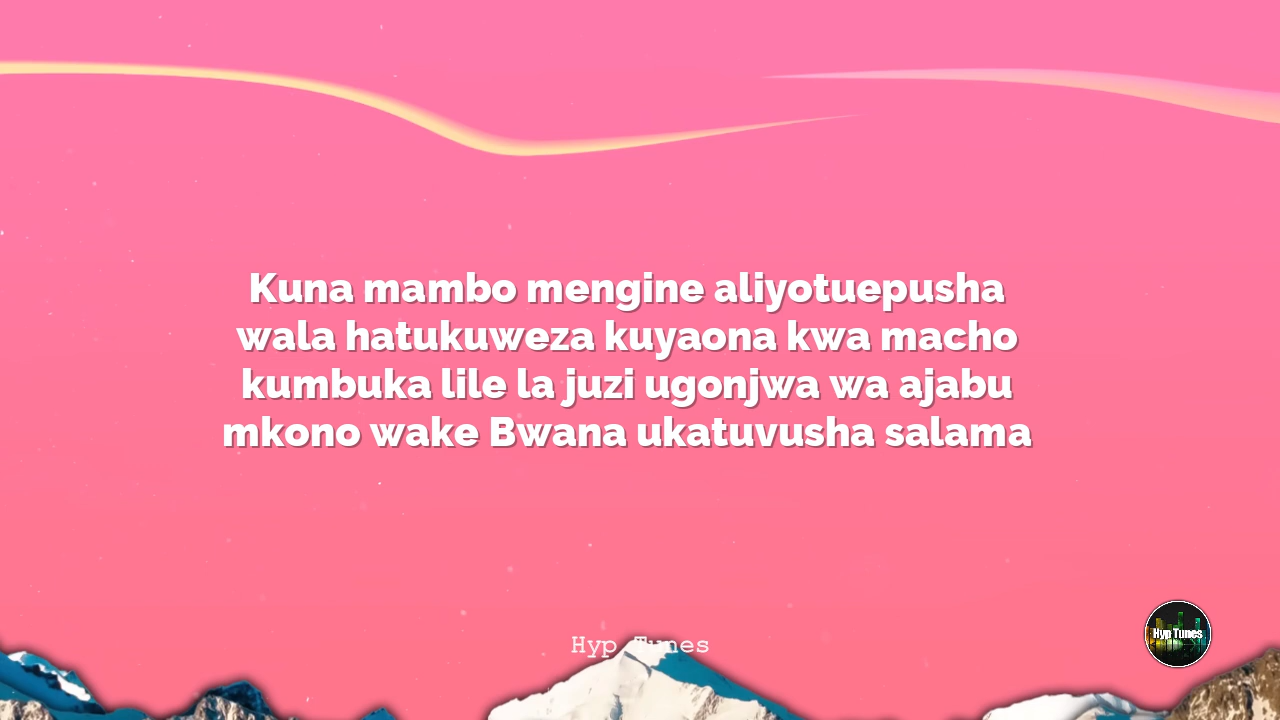 Kuna mambo mengine aliyotuepusha
wala hatukuweza kuyaona kwa macho
kumbuka lile la juzi ugonjwa wa ajabu
mkono wake Bwana ukatuvusha salama
Hyp Tunes
Hyp Tunes